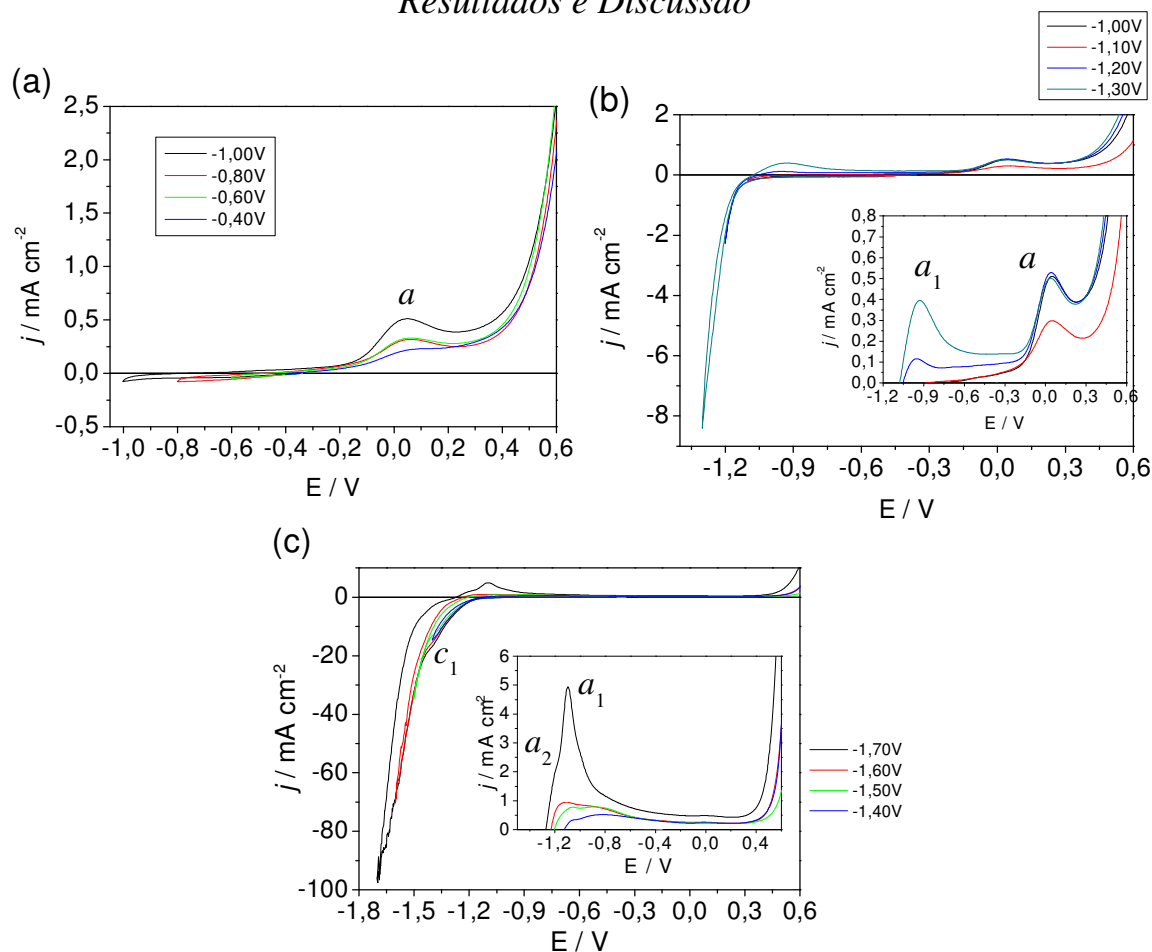 Resultados e Discussão
(a)
2,5
2,0
1,5
1,0
0,5
0,0
-0,5
j / mA cm-2
-1,00V
-0,80V
-0,60V
-0,40V
a
-1,0 -0,8 -0,6 -0,4 -0,2 0,0 0,2 0,4 0,6
E / V
-1,00V
-1,10V
-1,20V
-1,30V
(b)
2
0
-2
-4
-6
-8
j / mA cm-2
0,8
0,7
0,6
0,5
0,4
0,3
0,2
0,1
0,0
j / mA cm-2
a1
a
-1,2 -0,9 -0,6 -0,3 0,0 0,3 0,6
E / V
-1,2 -0,9 -0,6 -0,3 0,0 0,3 0,6
E / V
(c)
0
-20
-40
-60
-80
-100
j / mA cm-2
c1
6
5
4
3
2
1
0
j / mA cm-2
a1
a2
-1,2 -0,8 -0,4 0,0 0,4
E / V
-1,70V
-1,60V
-1,50V
-1,40V
-1,8 -1,5 -1,2 -0,9 -0,6 -0,3 0,0 0,3 0,6
E / V